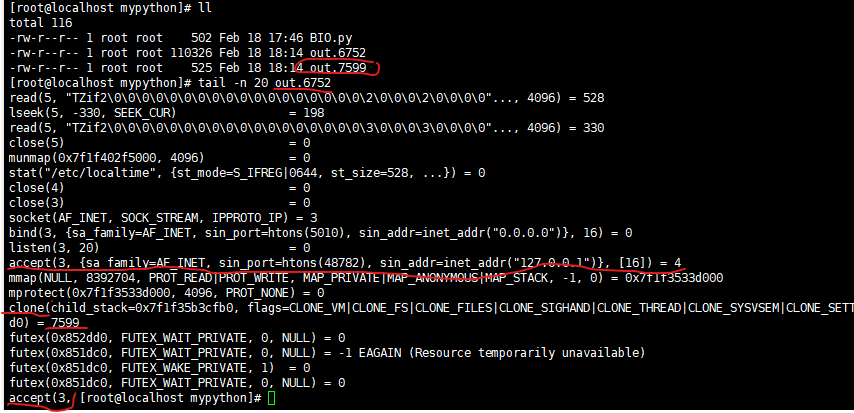 [root@localhost mypython]# ll
total 116
-rw-r--r-- 1 root root    502 Feb 18 17:46 BIO.py
-rw-r--r-- 1 root root 110326 Feb 18 18:14 out.6752
-rw-r--r-- 1 root root    525 Feb 18 18:14 out.7599
[root@localhost mypython]# tail -n 20 out.6752
read(5, "TZif2\0\0\0\0\0\0\0\0\0\0\0\0\0\0\0\0\0\0\2\0\0\0\2\0\0\0\0"..., 4096) = 528
lseek(5, -330, SEEK_CUR)                = 198
read(5, "TZif2\0\0\0\0\0\0\0\0\0\0\0\0\0\0\0\0\0\0\3\0\0\0\3\0\0\0\0"..., 4096) = 330
close(5)                                = 0
munmap(0x7f1f402f5000, 4096)            = 0
stat("/etc/localtime", {st_mode=S_IFREG|0644, st_size=528, ...}) = 0
close(4)                                = 0
close(3)                                = 0
socket(AF_INET, SOCK_STREAM, IPPROTO_IP) = 3
bind(3, {sa_family=AF_INET, sin_port=htons(5010), sin_addr=inet_addr("0.0.0.0")}, 16) = 0
listen(3, 20)                           = 0
accept(3, {sa_family=AF_INET, sin_port=htons(48782), sin_addr=inet_addr("127.0.0.1")}, [16]) = 4
mmap(NULL, 8392704, PROT_READ|PROT_WRITE, MAP_PRIVATE|MAP_ANONYMOUS|MAP_STACK, -1, 0) = 0x7f1f3533d000
mprotect(0x7f1f3533d000, 4096, PROT_NONE) = 0
clone(child_stack=0x7f1f35b3cfb0, flags=CLONE_VM|CLONE_FS|CLONE_FILES|CLONE_SIGHAND|CLONE_THREAD|CLONE_SYSVSEM|CLONE_SETT
d0) = 7599
futex(0x852dd0, FUTEX_WAIT_PRIVATE, 0, NULL) = 0
futex(0x851dc0, FUTEX_WAIT_PRIVATE, 0, NULL) = -1 EAGAIN (Resource temporarily unavailable)
futex(0x851dc0, FUTEX_WAKE_PRIVATE, 1)  = 0
futex(0x851dc0, FUTEX_WAIT_PRIVATE, 0, NULL) = 0
accept(3, [root@localhost mypython]#